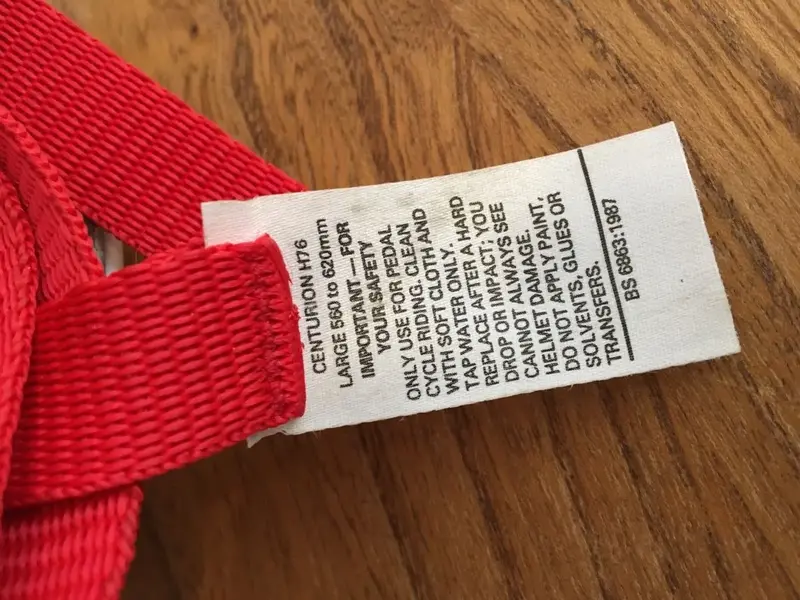 CENTURION H76
LARGE 560 to 620mm
IMPORTANT — FOR
YOUR SAFETY
ONLY USE FOR PEDAL
CYCLE RIDING. CLEAN
WITH SOFT CLOTH AND
TAP WATER ONLY.
REPLACE AFTER A HARD
DROP OR IMPACT; YOU
CANNOT ALWAYS SEE
HELMET DAMAGE.
DO NOT APPLY PAINT,
SOLVENTS, GLUES OR
TRANSFERS.
BS 6863:1987